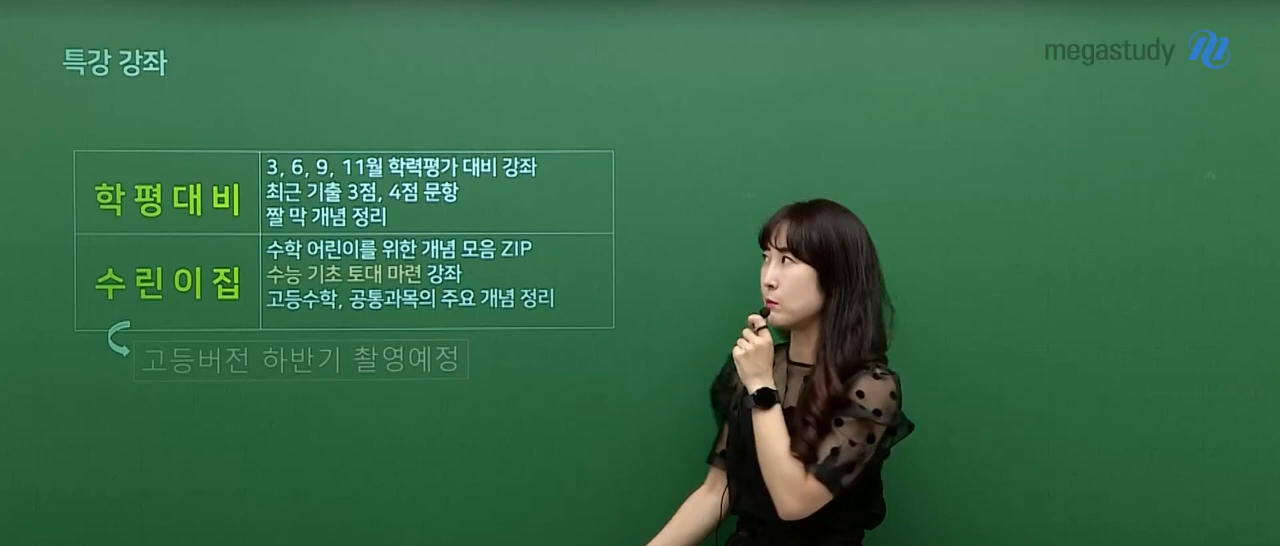 특강 강좌
megastudy
학평대비
3, 6, 9, 11월 학력평가 대비 강좌
최근 기출 3점, 4점 문항
짤 막 개념 정리
수린이집
수학 어린이를 위한 개념 모음 ZIP
수능 기초 토대 마련 강좌
고등수학, 공통과목의 주요 개념 정리
고등버전 하반기 촬영예정